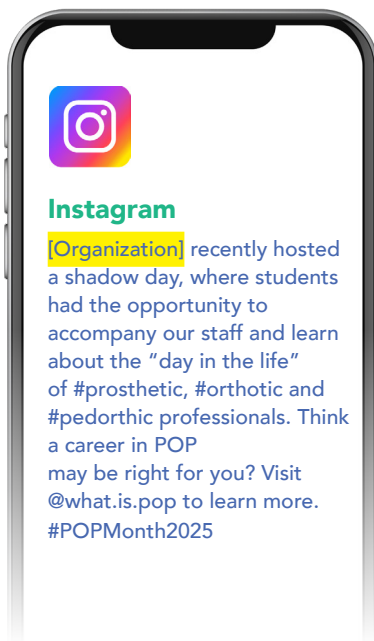 Instagram
[Organization] recently hosted
a shadow day, where students
had the opportunity to
accompany our staff and learn
about the “day in the life”
of #prosthetic, #orthotic and
#pedorthic professionals. Think
a career in POP
may be right for you? Visit
@what.is.pop to learn more.
#POPMonth2025